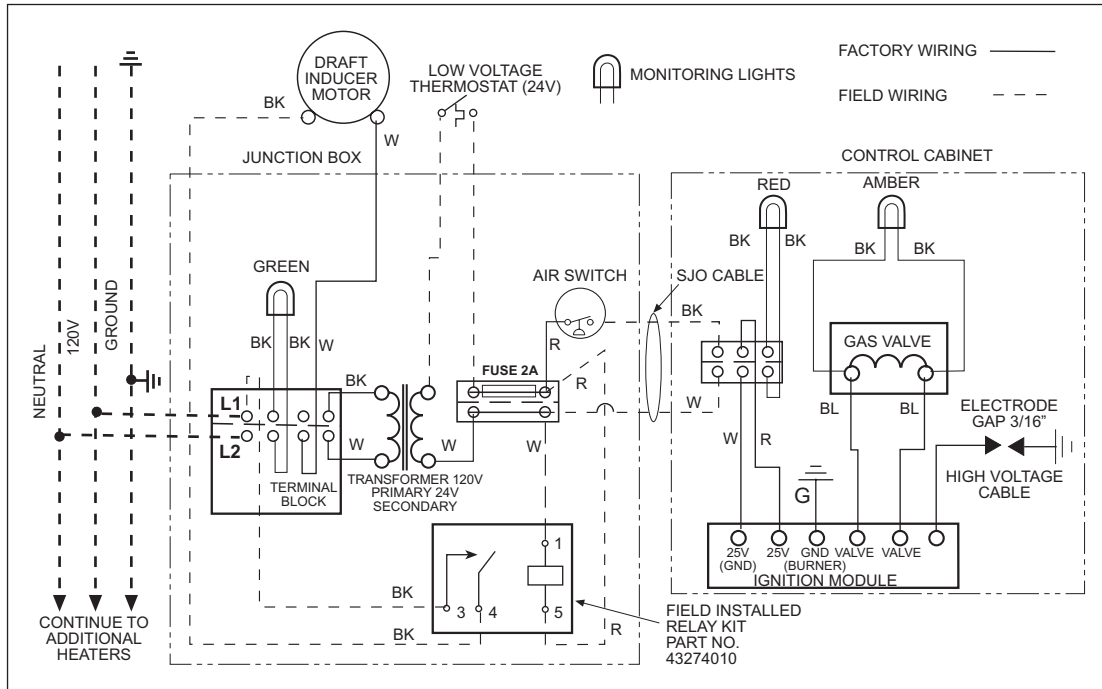 DRAFT
INDUCER
MOTOR
BK
W
LOW VOLTAGE
THERMOSTAT (24V)
MONITORING LIGHTS
FACTORY WIRING
FIELD WIRING
JUNCTION BOX
CONTROL CABINET
NEUTRAL
120V
GROUND
GREEN
BK
BK
W
L1
L2
TERMINAL
BLOCK
BK
W
TRANSFORMER 120V
PRIMARY 24V
SECONDARY
FUSE 2A
AIR SWITCH
R
R
W
W
SJO CABLE
BK
W
RED
BK
BK
AMBER
BK
BK
GAS VALVE
BL
BL
W
R
G
ELECTRODE
GAP 3/16”
HIGH VOLTAGE
CABLE
25V
(GND)
25V
GND
(BURNER)
VALVE
VALVE
IGNITION MODULE
1
3
4
5
BK
BK
R
FIELD INSTALLED
RELAY KIT
PART NO.
43274010
CONTINUE TO
ADDITIONAL
HEATERS